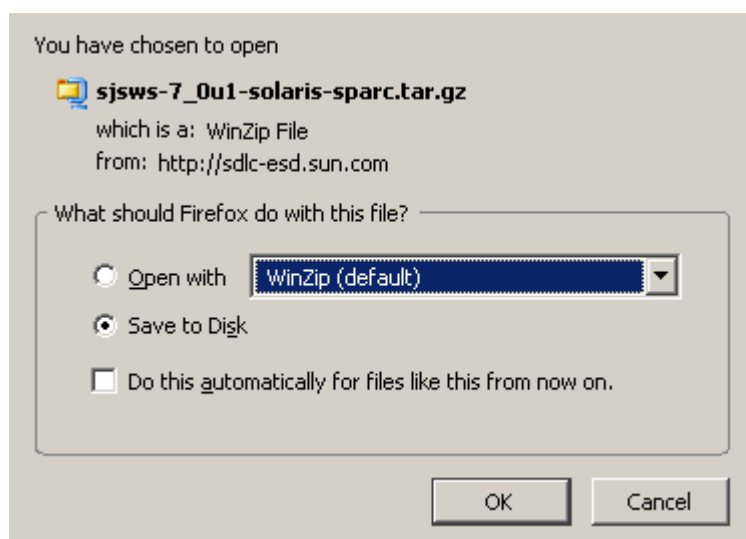 You have chosen to open
sjsws-7_0u1-solaris-sparc.tar.gz
which is a: WinZip File
from: http://sdlc-esd.sun.com
What should Firefox do with this file?
Open with WinZip (default)
Save to Disk
Do this automatically for files like this from now on.
OK Cancel